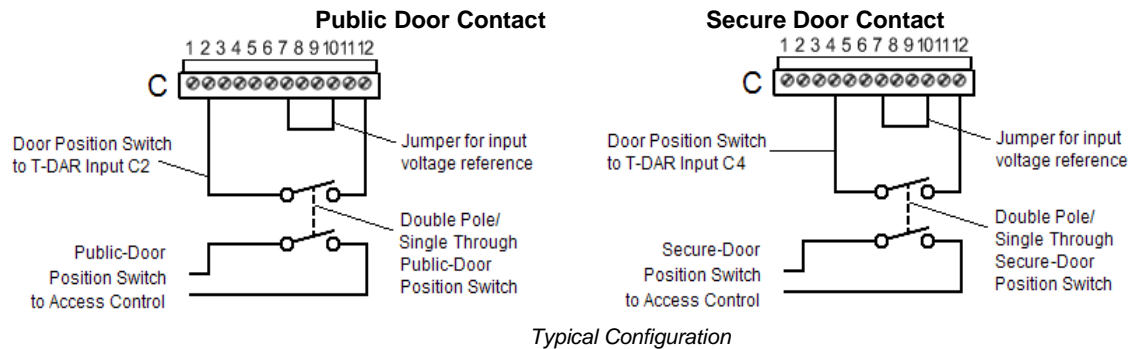 Public Door Contact
1 2 3 4 5 6 7 8 9 10 11 12
C
Door Position Switch
to T-DAR Input C2
Jumper for input
voltage reference
Double Pole/
Single Through
Public-Door
Position Switch
Public-Door
Position Switch
to Access Control
Secure Door Contact
1 2 3 4 5 6 7 8 9 10 11 12
C
Door Position Switch
to T-DAR Input C4
Jumper for input
voltage reference
Double Pole/
Single Through
Secure-Door
Position Switch
Secure-Door
Position Switch
to Access Control
Typical Configuration